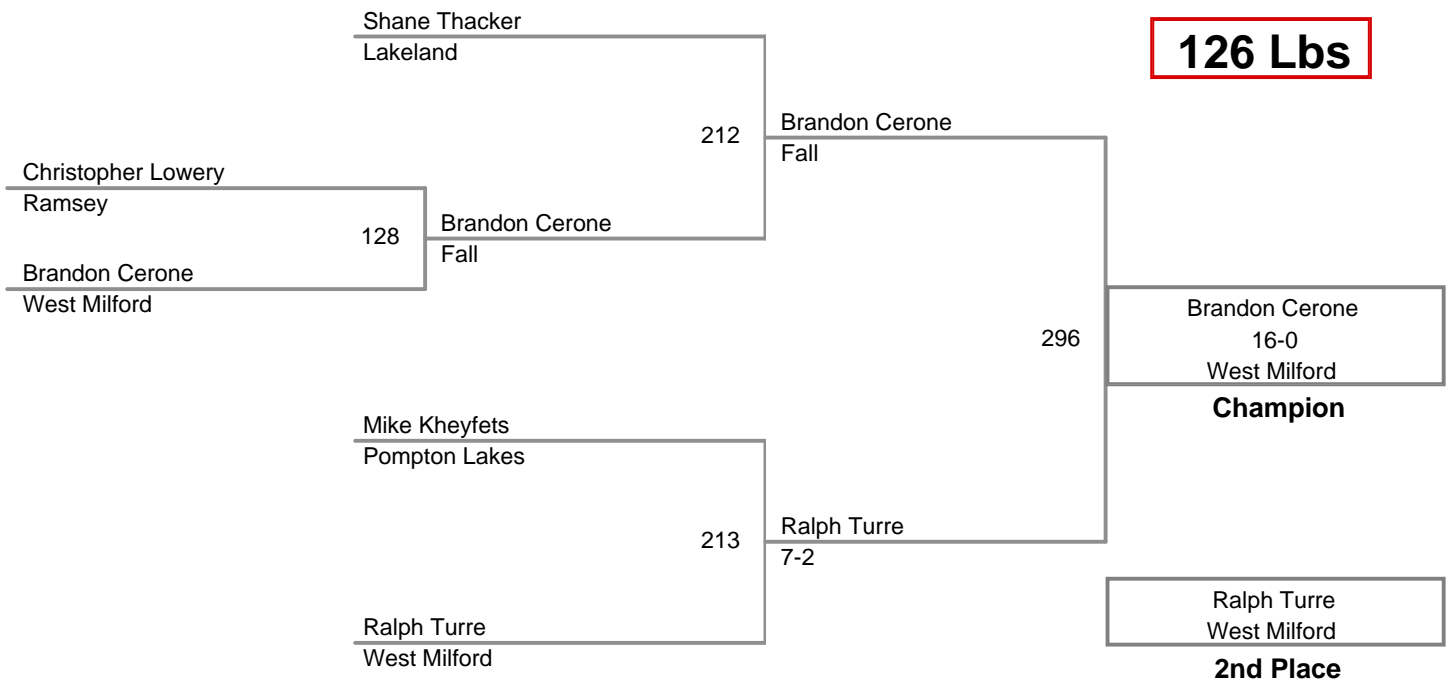 Shane Thacker
Lakeland
126 Lbs
212
Brandon Cerone
Fall
Christopher Lowery
Ramsey
128
Brandon Cerone
Fall
Brandon Cerone
West Milford
296
Brandon Cerone
16-0
West Milford
Champion
Mike Kheyfets
Pompton Lakes
213
Ralph Turre
7-2
Ralph Turre
West Milford
Ralph Turre
West Milford
2nd Place